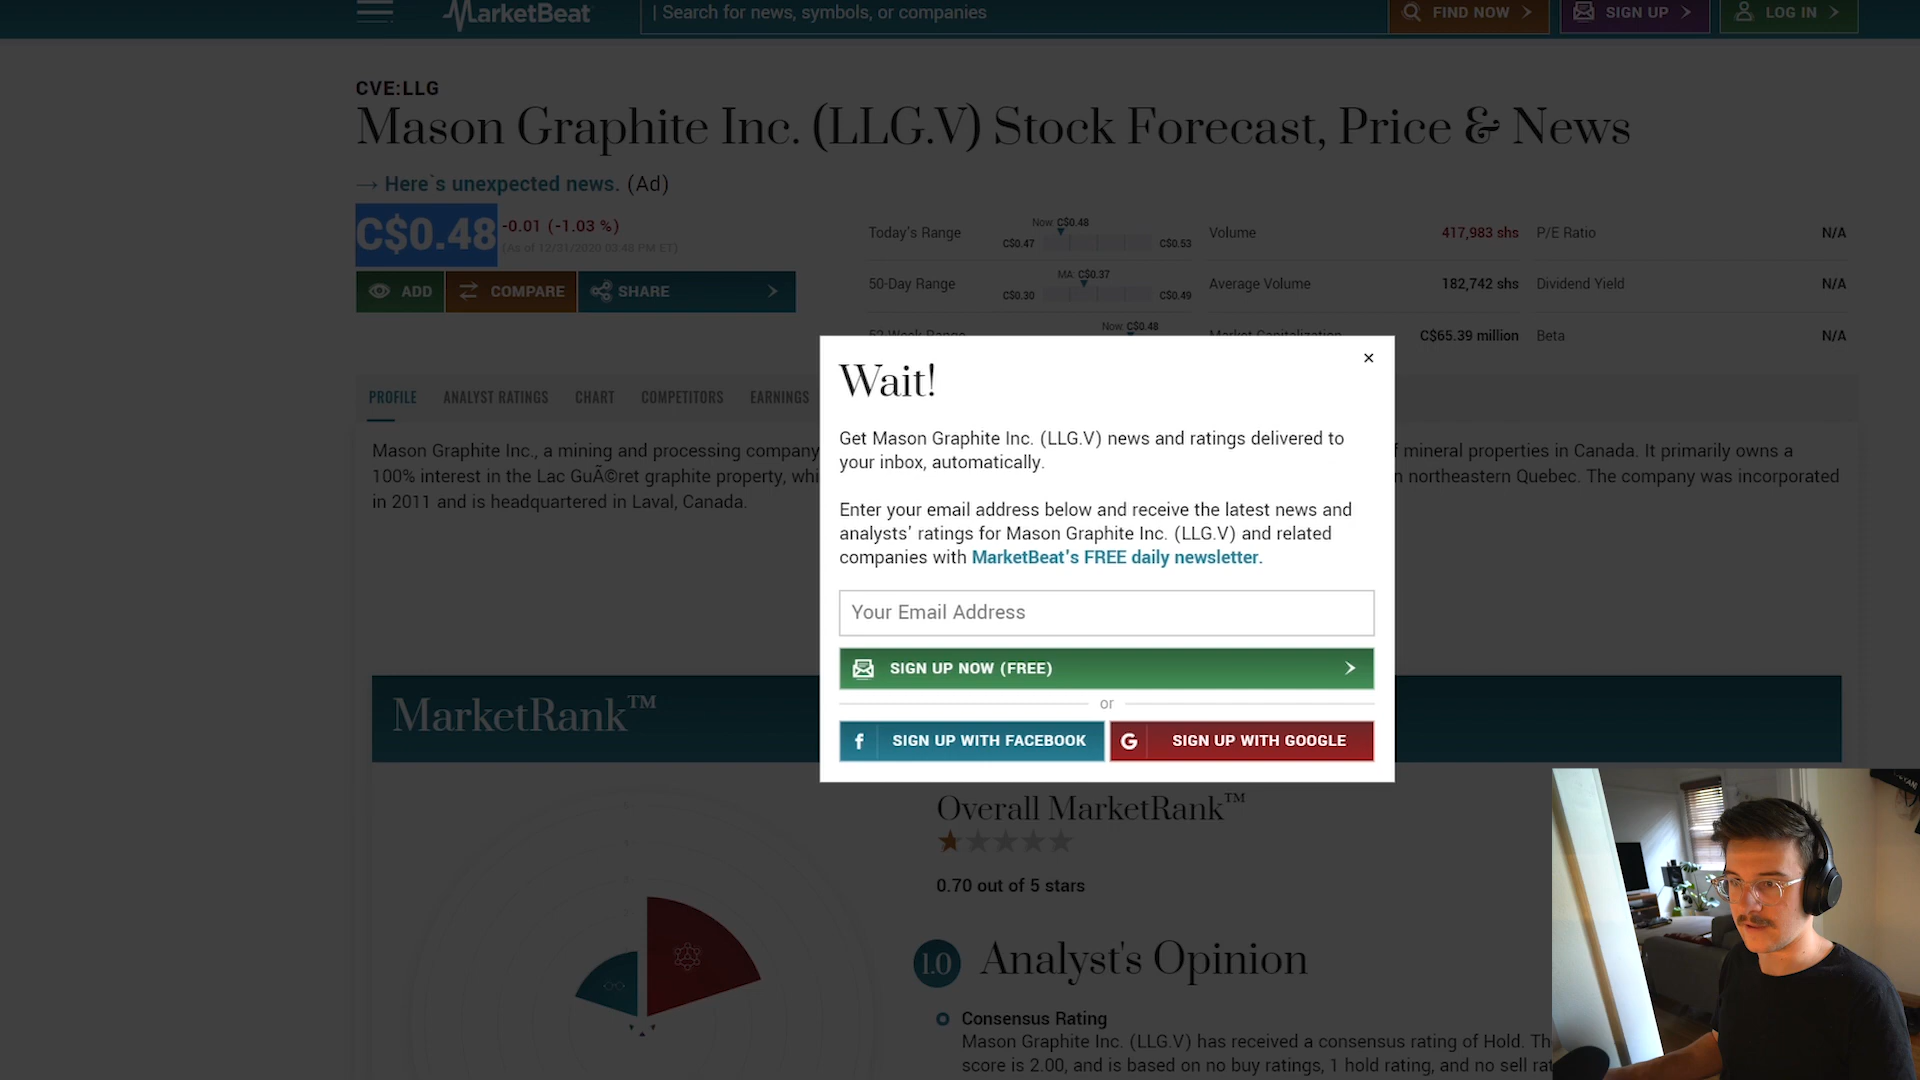 MarketBeat
| Search for news, symbols, or companies
FIND NOW
SIGN UP
LOG IN
CVE:LLG
Mason Graphite Inc. (LLG.V) Stock Forecast, Price & News
→ Here`s unexpected news. (Ad)
C$0.48
-0.01 (-1.03 %)
(As of 12/31/2020 03:48 PM ET)
ADD
COMPARE
SHARE
Today's Range
Now C$0.48
C$0.47
C$0.53
50-Day Range
MA: C$0.37
C$0.30
C$0.49
52-Week Range
Now C$0.48
Volume
417,983 shs
Average Volume
182,742 shs
Market Capitalization
C$65.39 million
P/E Ratio
N/A
Dividend Yield
N/A
Beta
N/A
PROFILE
ANALYST RATINGS
CHART
COMPETITORS
EARNINGS
Mason Graphite Inc., a mining and processing company
mineral properties in Canada. It primarily owns a
100% interest in the Lac GuÃ©ret graphite property,
northeastern Quebec. The company was incorporated
in 2011 and is headquartered in Laval, Canada.
Wait!
×
Get Mason Graphite Inc. (LLG.V) news and ratings delivered to
your inbox, automatically.
Enter your email address below and receive the latest news and
analysts' ratings for Mason Graphite Inc. (LLG.V) and related
companies with MarketBeat's FREE daily newsletter.
Your Email Address
SIGN UP NOW (FREE)
or
f SIGN UP WITH FACEBOOK
G SIGN UP WITH GOOGLE
MarketRank™
Overall MarketRank™
0.70 out of 5 stars
1.0 Analyst's Opinion
Consensus Rating
Mason Graphite Inc. (LLG.V) has received a consensus rating of Hold.
score is 2.00, and is based on no buy ratings, 1 hold rating, and no sell